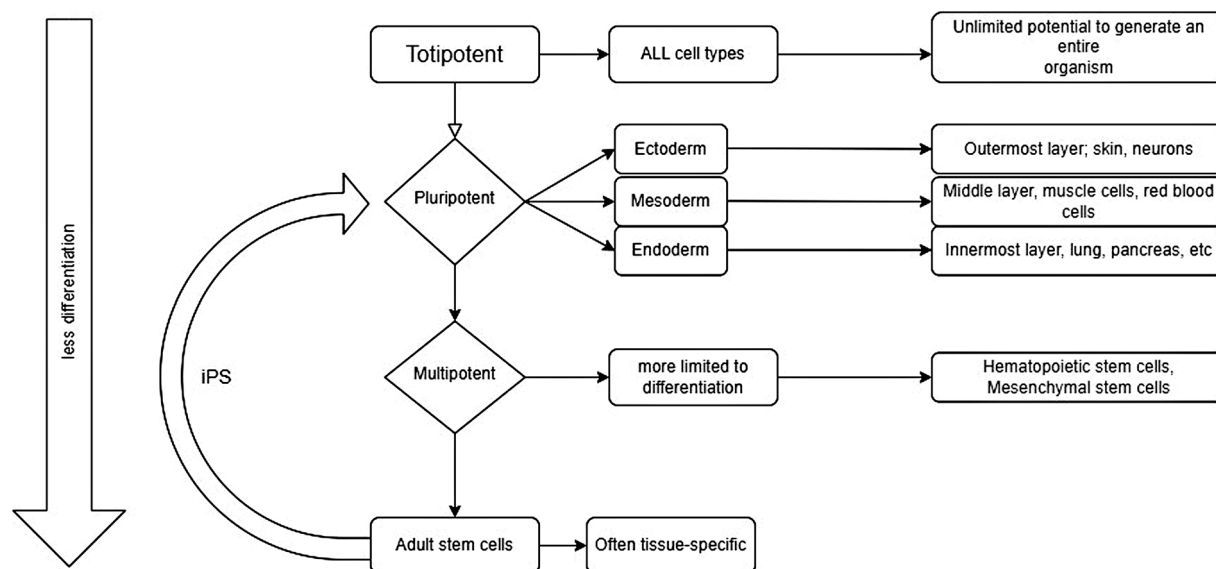 Totipotent
ALL cell types
Unlimited potential to generate an
entire
organism
Ectoderm
Outermost layer; skin, neurons
Pluripotent
Mesoderm
Middle layer, muscle cells, red blood
cells
Endoderm
Innermost layer, lung, pancreas, etc
less differentiation
iPS
Multipotent
more limited to
differentiation
Hematopoietic stem cells,
Mesenchymal stem cells
Adult stem cells
Often tissue-specific